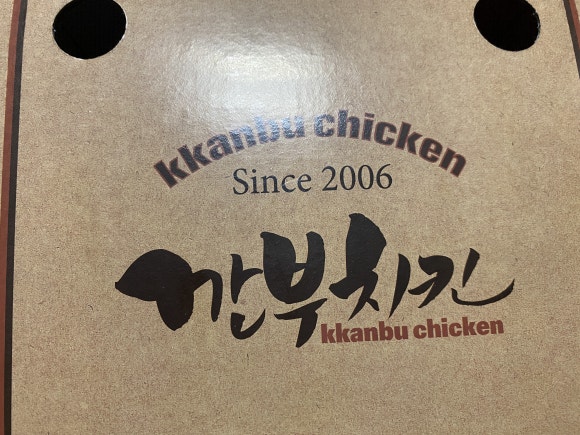 kkanbu chicken
Since 2006
깐부치킨
kkanbu chicken